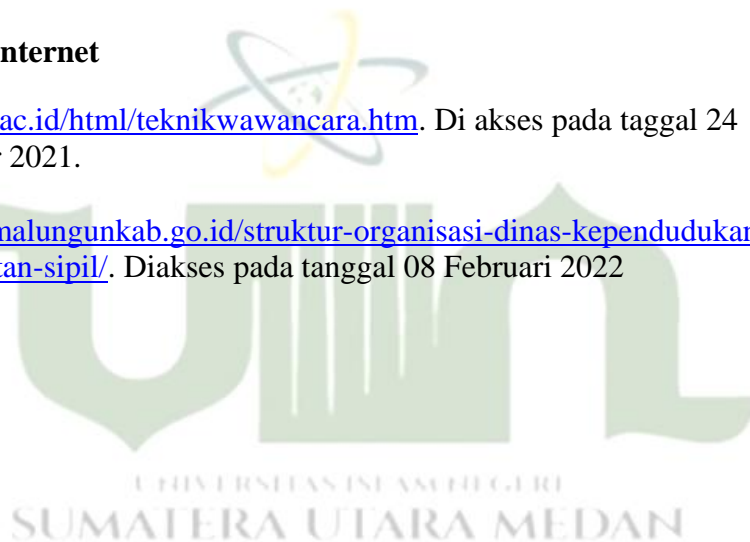 nternet
ac.id/html/teknikwawancara.htm. Di akses pada taggal 24
2021.
malungunkab.go.id/struktur-organisasi-dinas-kependudukan
tan-sipil/. Diakses pada tanggal 08 Februari 2022
UNIVERSITAS ISLAM NEGERI
SUMATERA UTARA MEDAN